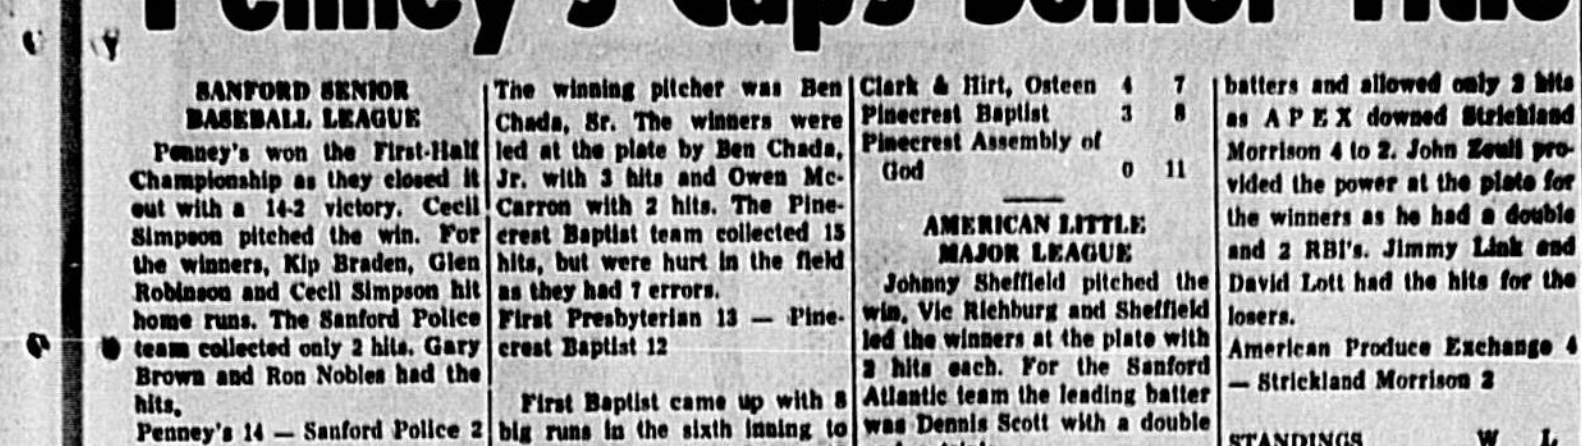 Penney's Caps Senior Title
SANFORD SENIOR
BASEBALL LEAGUE
Penney's won the First-Half
Championship as they closed it
out with a 14-2 victory. Cecil
Simpson pitched the win. For
the winners, Kip Braden, Glen
Robinson and Cecil Simpson hit
home runs. The Sanford Police
team collected only 2 hits. Gary
Brown and Ron Nobles had the
hits.
Penney's 14 — Sanford Police 2
The winning pitcher was Ben
Chada, Sr. The winners were
led at the plate by Ben Chada,
Jr. with 3 hits and Owen Mc-
Carron with 2 hits. The Pine-
crest Baptist team collected 15
hits, but were hurt in the field
as they had 7 errors.
First Presbyterian 13 — Pine-
crest Baptist 12
First Baptist came up with 8
big runs in the sixth inning to
Clark & Hirt, Osteen 4 7
Pinecrest Baptist 3 8
Pinecrest Assembly of
God 0 11
AMERICAN LITTLE
MAJOR LEAGUE
Johnny Sheffield pitched the
win, Vic Richburg and Sheffield
led the winners at the plate with
2 hits each. For the Sanford
Atlantic team the leading batter
was Dennis Scott with a double
batters and allowed only 2 hits
as A P E X downed Strickland
Morrison 4 to 2. John Zeuli pro-
vided the power at the plate for
the winners as he had a double
and 2 RBI's. Jimmy Link and
David Lott had the hits for the
losers.
American Produce Exchange 4
— Strickland Morrison 2
STANDINGS W L